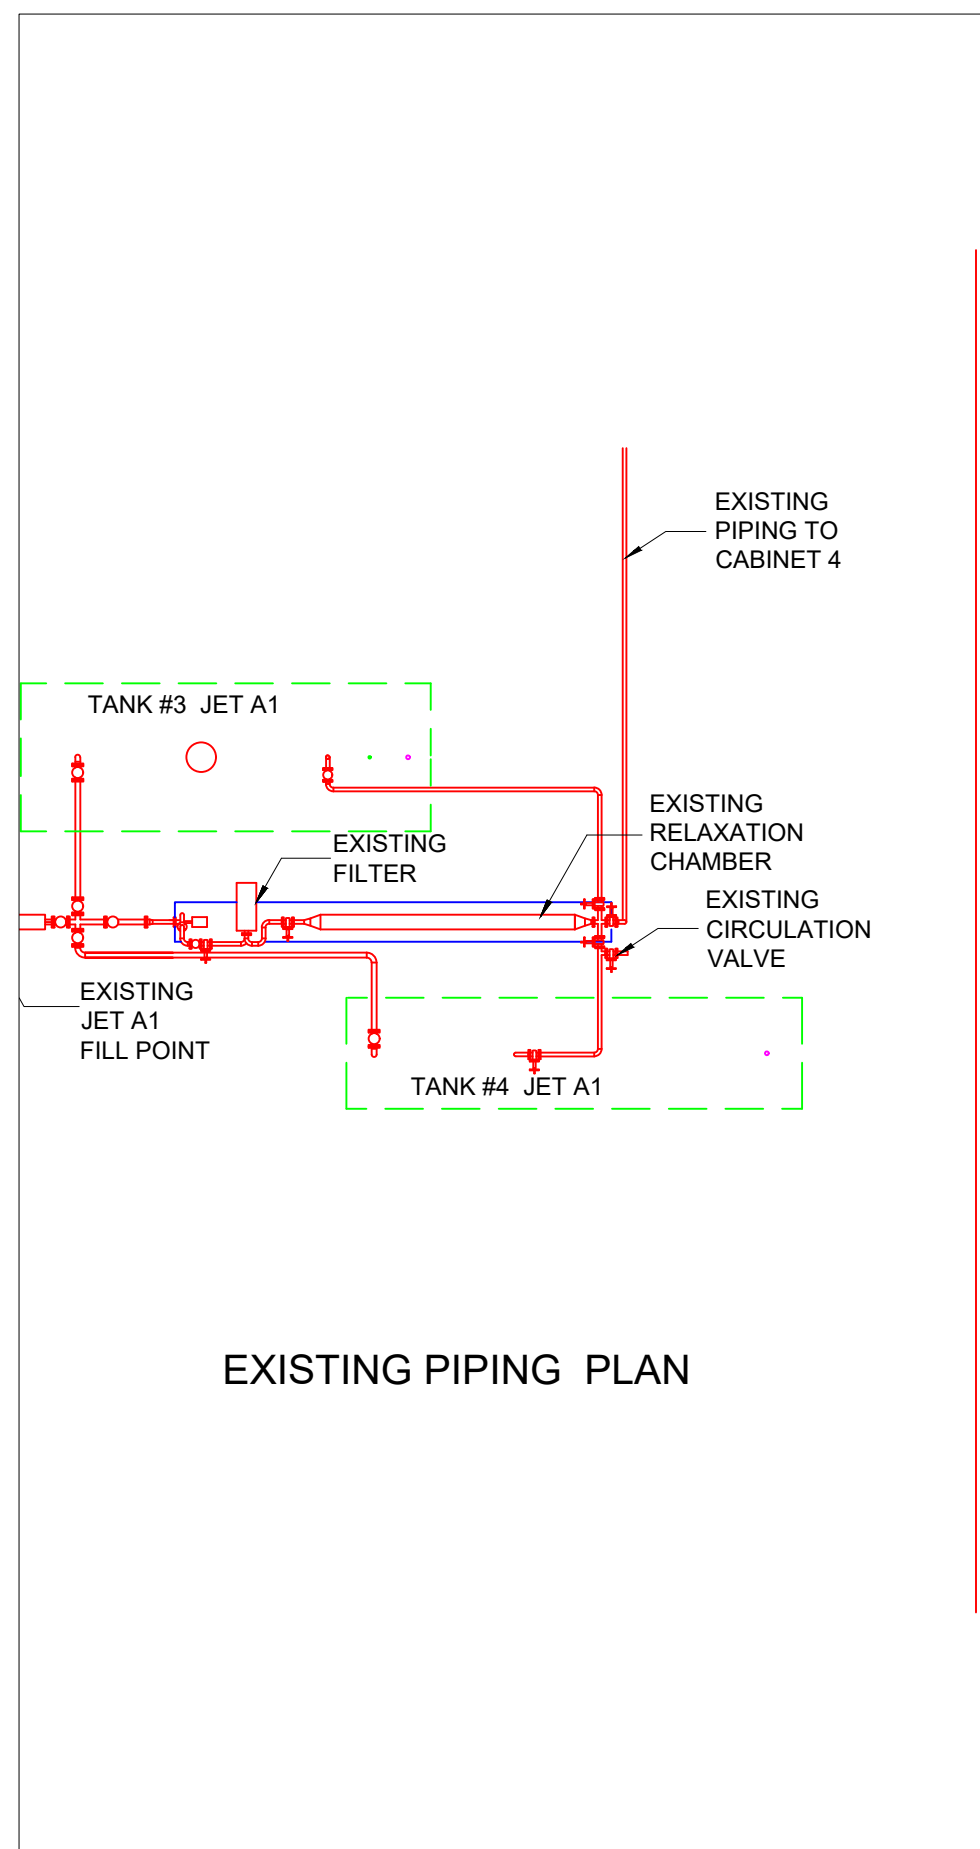 EXISTING
PIPING TO
CABINET 4
TANK #3  JET A1
EXISTING
RELAXATION
CHAMBER
EXISTING
FILTER
EXISTING
CIRCULATION
VALVE
EXISTING
JET A1
FILL POINT
TANK #4  JET A1
EXISTING PIPING  PLAN